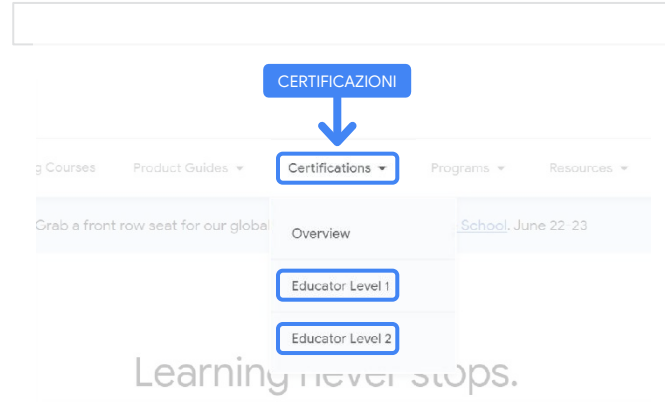 CERTIFICAZIONI
g Courses Product Guides Certifications Programs Resources
Grab a front row seat for our global School. June 22-23
Overview
Educator Level 1
Educator Level 2
Learning never stops.